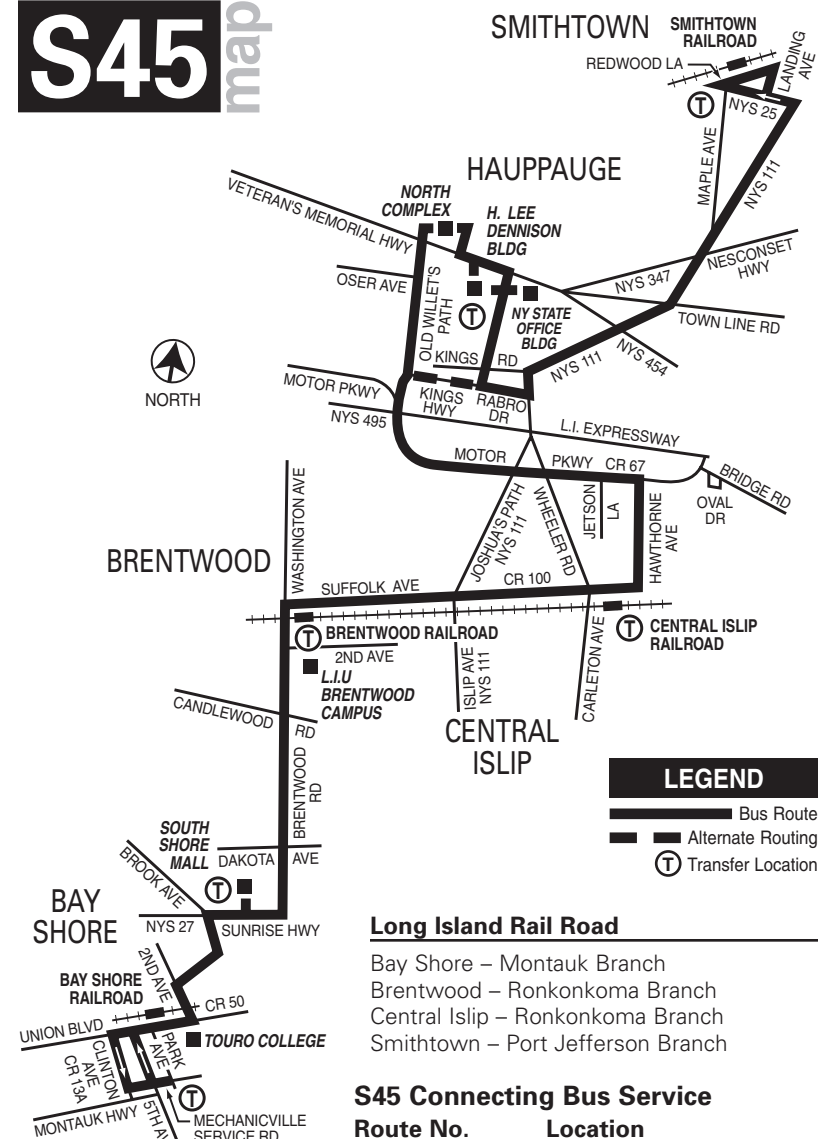 S45
map
SMITHTOWN
SMITHTOWN
RAILROAD
REDWOOD LA
LANDING
AVE
T
NYS 25
MAPLE AVE
NYS 111
HAUPPAUGE
VETERAN'S MEMORIAL HWY
NORTH
COMPLEX
H. LEE
DENNISON
BLDG
NYS 347
NESCONSET
HWY
OSER AVE
OLD WILLET'S
PATH
T
NY STATE
OFFICE
BLDG
TOWN LINE RD
KINGS RD
NYS 111
NYS 454
NORTH
MOTOR PKWY
KINGS
HWY
RABRO
DR
NYS 495
L.I. EXPRESSWAY
MOTOR PKWY CR 67
BRIDGE RD
OVAL
DR
WASHINGTON AVE
JOSHUA'S PATH
NYS 111
WHEELER RD
JETSON
LA
HAWTHORNE
AVE
BRENTWOOD
SUFFOLK AVE
CR 100
T
BRENTWOOD RAILROAD
T
CENTRAL ISLIP
RAILROAD
2ND AVE
L.I.U
BRENTWOOD
CAMPUS
ISLIP AVE
NYS 111
CARLETON AVE
CANDLEWOOD RD
CENTRAL
ISLIP
BRENTWOOD
RD
LEGEND
Bus Route
Alternate Routing
T
Transfer Location
SOUTH
SHORE
MALL
DAKOTA AVE
BROOK AVE
T
BAY
SHORE
NYS 27
SUNRISE HWY
2ND AVE
BAY SHORE
RAILROAD
CR 50
UNION BLVD
TOURO COLLEGE
CLINTON
AVE
CR 13A
PARK
AVE
T
MONTAUK HWY
5TH AV
MECHANICVILLE
SERVICE RD
Long Island Rail Road
Bay Shore – Montauk Branch
Brentwood – Ronkonkoma Branch
Central Islip – Ronkonkoma Branch
Smithtown – Port Jefferson Branch
S45 Connecting Bus Service
Route No. Location